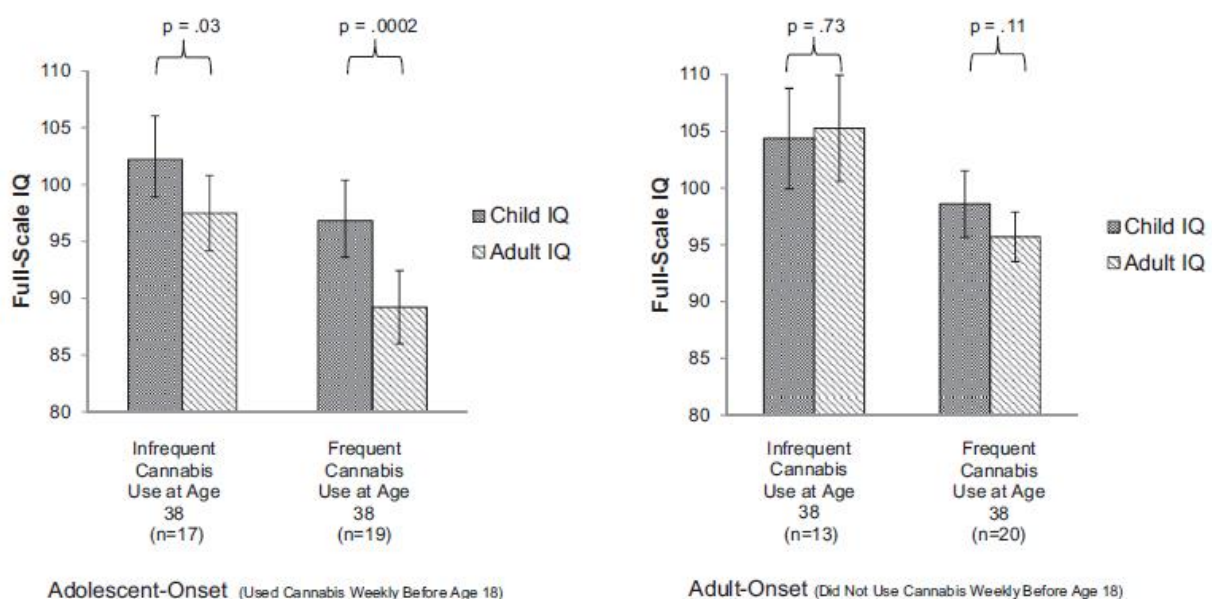 p = .03
p = .0002
110
105
100
95
90
85
80
Full-Scale IQ
Child IQ
Adult IQ
Infrequent
Cannabis
Use at Age
38
(n=17)
Frequent
Cannabis
Use at Age
38
(n=19)
Adolescent-Onset (Used Cannabis Weekly Before Age 18)
p = .73
p = .11
110
105
100
95
90
85
80
Full-Scale IQ
Child IQ
Adult IQ
Infrequent
Cannabis
Use at Age
38
(n=13)
Frequent
Cannabis
Use at Age
38
(n=20)
Adult-Onset (Did Not Use Cannabis Weekly Before Age 18)